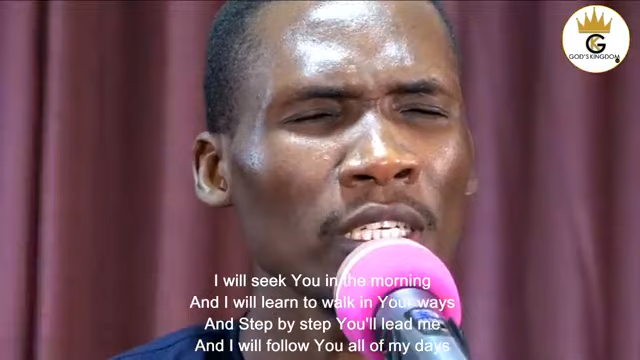 GK
GOD'S KINGDOM
I will seek You in the morning
And I will learn to walk in Your ways
And Step by step You'll lead me
And I will follow You all of my days